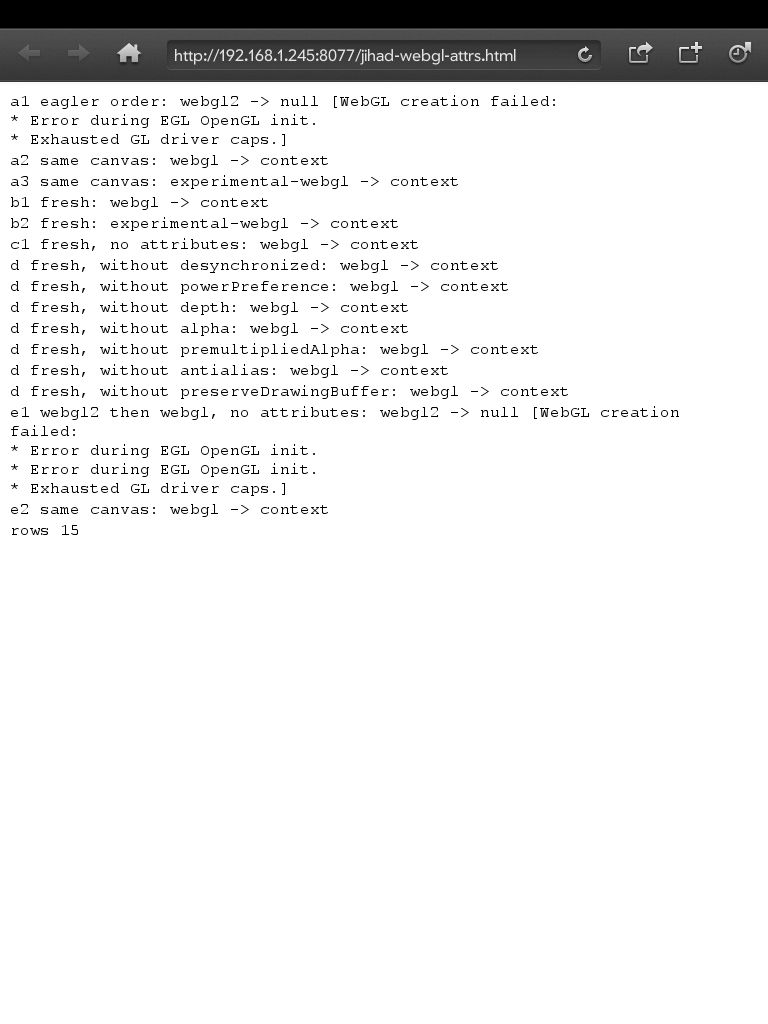 http://192.168.1.245:8077/jihad-webgl-attrs.html
a1 eagler order: webgl2 -> null [WebGL creation failed:
* Error during EGL OpenGL init.
* Exhausted GL driver caps.]
a2 same canvas: webgl -> context
a3 same canvas: experimental-webgl -> context
b1 fresh: webgl -> context
b2 fresh: experimental-webgl -> context
c1 fresh, no attributes: webgl -> context
d fresh, without desynchronized: webgl -> context
d fresh, without powerPreference: webgl -> context
d fresh, without depth: webgl -> context
d fresh, without alpha: webgl -> context
d fresh, without premultipliedAlpha: webgl -> context
d fresh, without antialias: webgl -> context
d fresh, without preserveDrawingBuffer: webgl -> context
e1 webgl2 then webgl, no attributes: webgl2 -> null [WebGL creation
failed:
* Error during EGL OpenGL init.
* Error during EGL OpenGL init.
* Exhausted GL driver caps.]
e2 same canvas: webgl -> context
rows 15